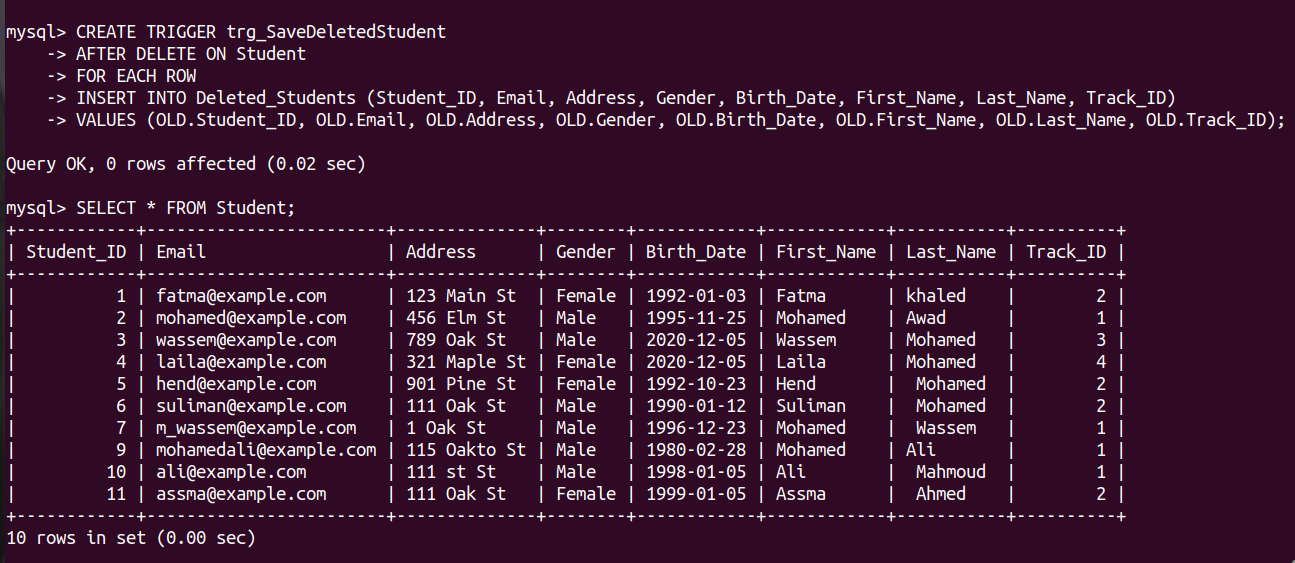 mysql> CREATE TRIGGER trg_SaveDeletedStudent
    -> AFTER DELETE ON Student
    -> FOR EACH ROW
    -> INSERT INTO Deleted_Students (Student_ID, Email, Address, Gender, Birth_Date, First_Name, Last_Name, Track_ID)
    -> VALUES (OLD.Student_ID, OLD.Email, OLD.Address, OLD.Gender, OLD.Birth_Date, OLD.First_Name, OLD.Last_Name, OLD.Track_ID);
Query OK, 0 rows affected (0.02 sec)
mysql> SELECT * FROM Student;
+------------+------------------------+--------------+--------+------------+------------+-----------+----------+
| Student_ID | Email                  | Address      | Gender | Birth_Date | First_Name | Last_Name | Track_ID |
+------------+------------------------+--------------+--------+------------+------------+-----------+----------+
|          1 | fatma@example.com      | 123 Main St  | Female | 1992-01-03 | Fatma      | khaled    |        2 |
|          2 | mohamed@example.com    | 456 Elm St   | Male   | 1995-11-25 | Mohamed    | Awad      |        1 |
|          3 | wassem@example.com     | 789 Oak St   | Male   | 2020-12-05 | Wassem     | Mohamed   |        3 |
|          4 | laila@example.com      | 321 Maple St | Female | 2020-12-05 | Laila      | Mohamed   |        4 |
|          5 | hend@example.com       | 901 Pine St  | Female | 1992-10-23 | Hend       |  Mohamed  |        2 |
|          6 | suliman@example.com    | 111 Oak St   | Male   | 1990-01-12 | Suliman    |  Mohamed  |        2 |
|          7 | m_wassem@example.com   | 1 Oak St     | Male   | 1996-12-23 | Mohamed    |  Wassem   |        1 |
|          9 | mohamedali@example.com | 115 Oakto St | Male   | 1980-02-28 | Mohamed    | Ali       |        1 |
|         10 | ali@example.com        | 111 st St    | Male   | 1998-01-05 | Ali        |  Mahmoud  |        1 |
|         11 | assma@example.com      | 111 Oak St   | Female | 1999-01-05 | Assma      |  Ahmed    |        2 |
+------------+------------------------+--------------+--------+------------+------------+-----------+----------+
10 rows in set (0.00 sec)